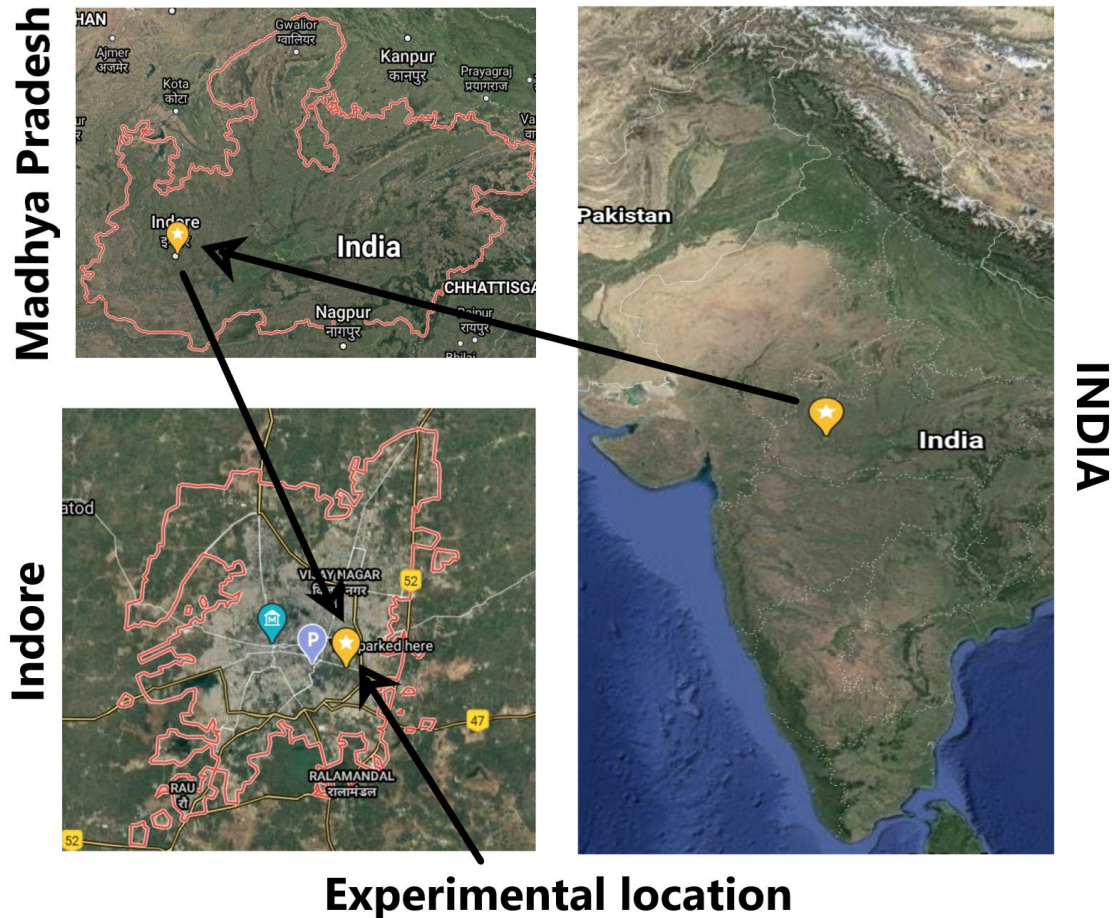 Madhya Pradesh
HAN
Gwalior
ग्वालियर
Ajmer
अजमेर
Kanpur
कानपुर
Prayagraj
प्रयागराज
Kota
कोटा
Indore
India
CHHATTISGA
Nagpur
नागपुर
Raipur
रायपुर
Pakistan
India
INDIA
Indore
atod
VIJAY NAGAR
52
P
parked here
47
RALAMANDAL
रालामंडल
RAU
रौ
52
Experimental location